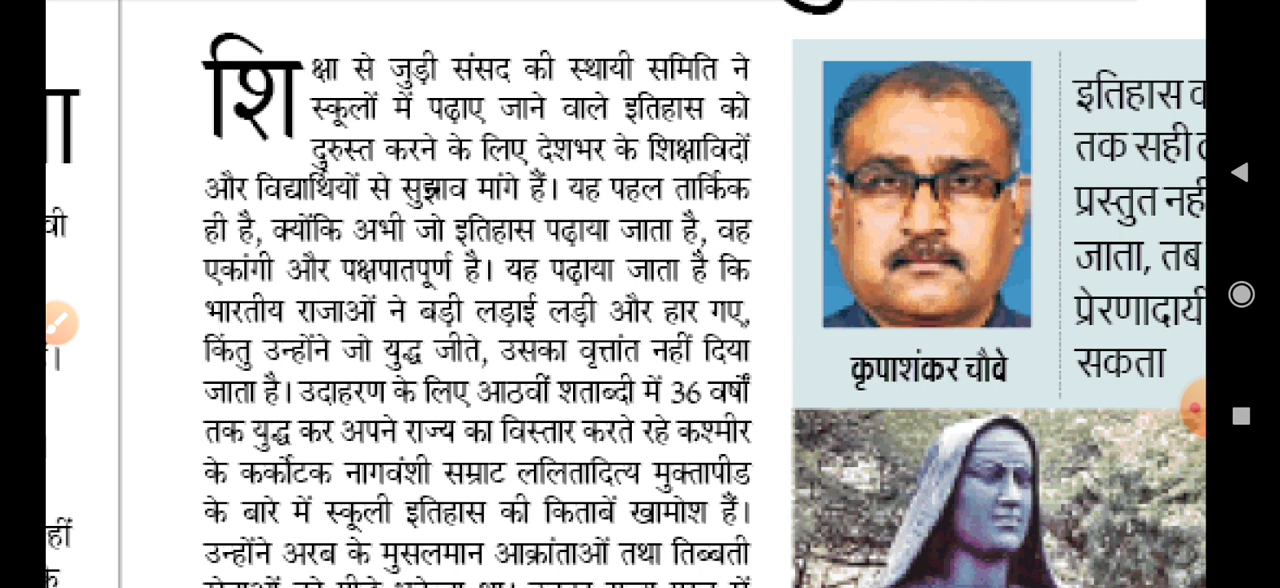 शिक्षा से जुड़ी संसद की स्थायी समिति ने
स्कूलों में पढ़ाए जाने वाले इतिहास को
दुरुस्त करने के लिए देशभर के शिक्षाविदों
और विद्यार्थियों से सुझाव मांगे हैं। यह पहल तार्किक
ही है, क्योंकि अभी जो इतिहास पढ़ाया जाता है, वह
एकांगी और पक्षपातपूर्ण है। यह पढ़ाया जाता है कि
भारतीय राजाओं ने बड़ी लड़ाई लड़ी और हार गए,
किंतु उन्होंने जो युद्ध जीते, उसका वृत्तांत नहीं दिया
जाता है। उदाहरण के लिए आठवीं शताब्दी में 36 वर्षों
तक युद्ध कर अपने राज्य का विस्तार करते रहे कश्मीर
के कर्कोटक नागवंशी सम्राट ललितादित्य मुक्तापीड
के बारे में स्कूली इतिहास की किताबें खामोश हैं।
उन्होंने अरब के मुसलमान आक्रांताओं तथा तिब्बती
कृपाशंकर चौबे
इतिहास
तक सही
प्रस्तुत नहीं
जाता, तब
प्रेरणादायी
सकता